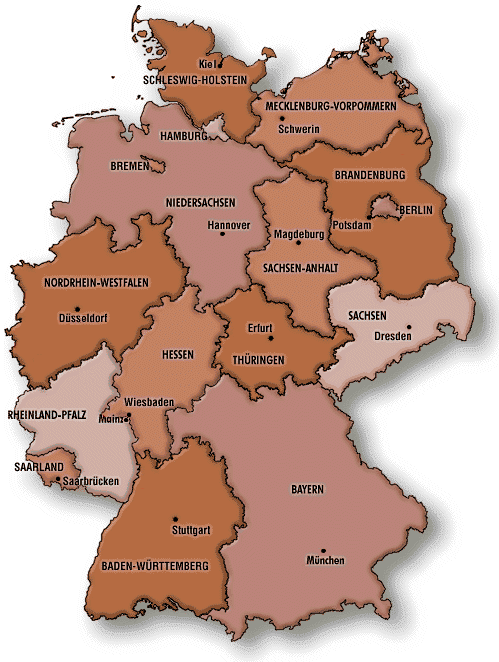 Kiel
SCHLESWIG-HOLSTEIN
MECKLENBURG-VORPOMMERN
Schwerin
HAMBURG
BREMEN
BRANDENBURG
NIEDERSACHSEN
BERLIN
Hannover
Potsdam
Magdeburg
SACHSEN-ANHALT
NORDRHEIN-WESTFALEN
Düsseldorf
SACHSEN
Dresden
Erfurt
THÜRINGEN
HESSEN
Wiesbaden
RHEINLAND-PFALZ
Mainz
SAARLAND
Saarbrücken
BAYERN
Stuttgart
München
BADEN-WÜRTTEMBERG